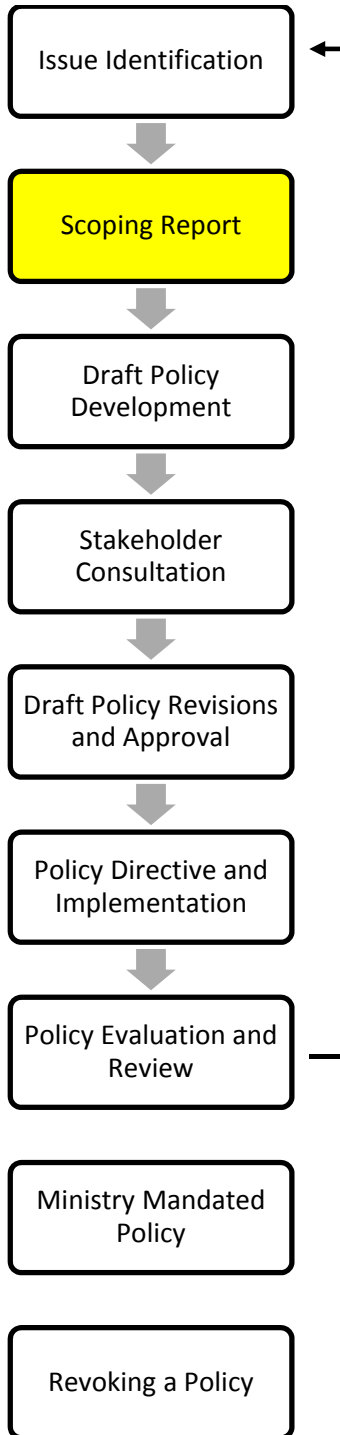 Issue Identification
Scoping Report
Draft Policy
Development
Stakeholder
Consultation
Draft Policy Revisions
and Approval
Policy Directive and
Implementation
Policy Evaluation and
Review
Ministry Mandated
Policy
Revoking a Policy